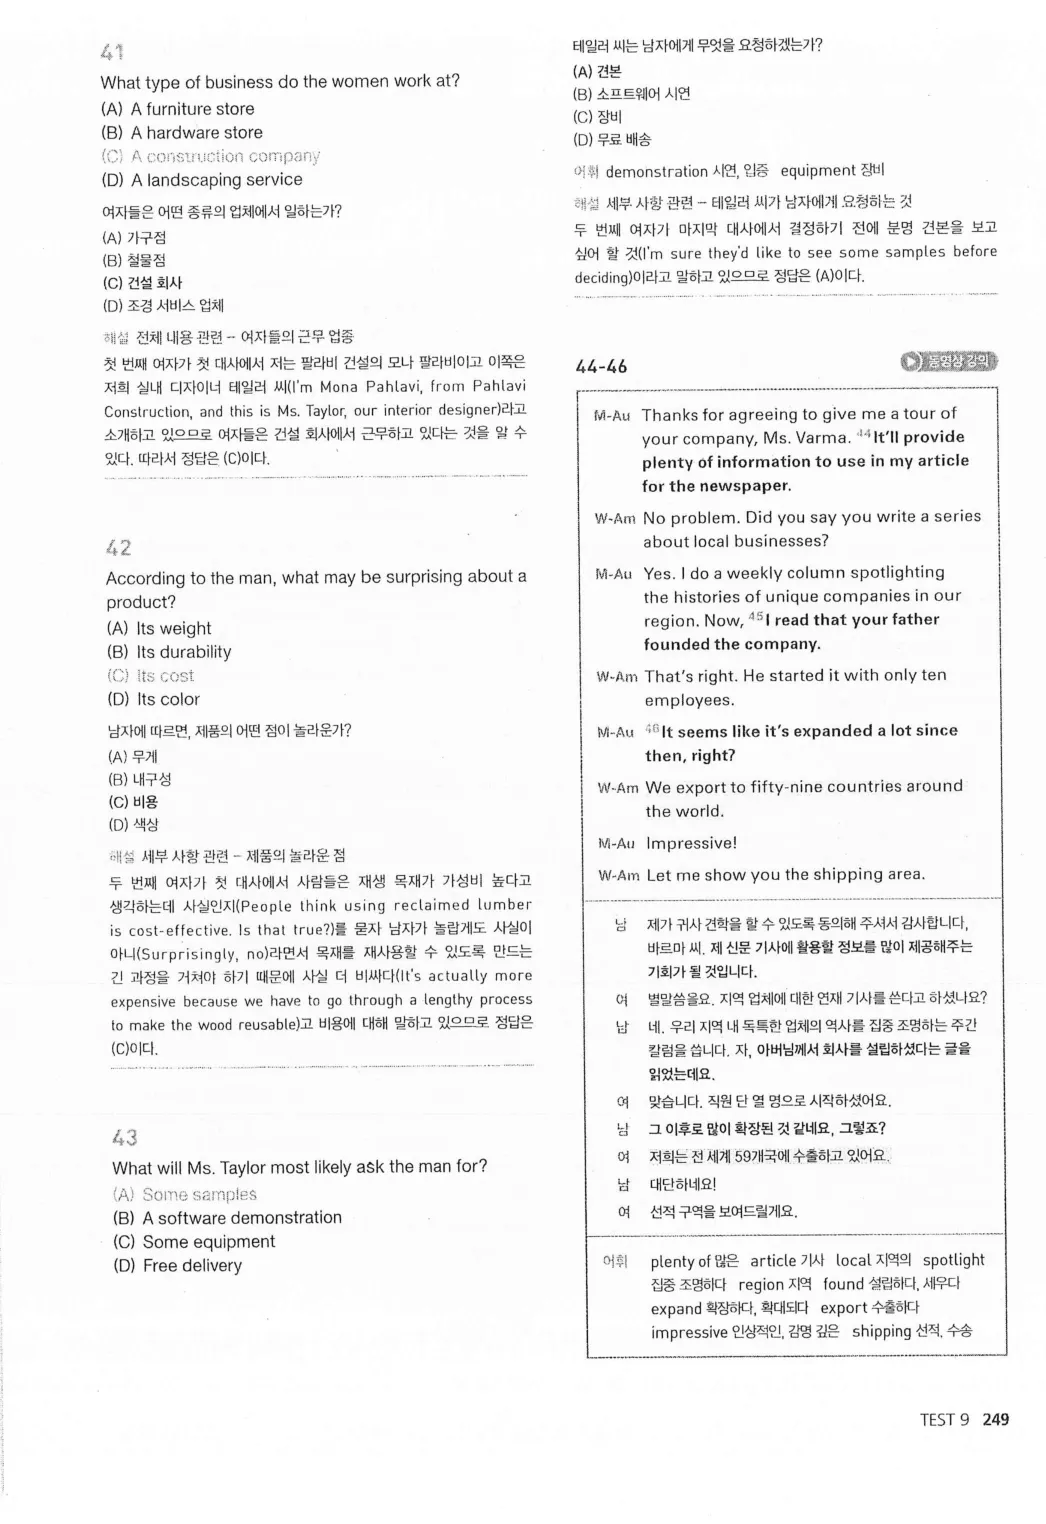 41
What type of business do the women work at?
(A) A furniture store
(B) A hardware store
(C) A construction company
(D) A landscaping service
여자들은 어떤 종류의 업체에서 일하는가?
(A) 가구점
(B) 철물점
(C) 건설 회사
(D) 조경 서비스 업체
해설 전체 내용 관련 – 여자들의 근무 업종
첫 번째 여자가 첫 대사에서 저는 팔라비 건설의 모나 팔라비이고 이쪽은
저희 실내 디자이너 테일러 씨(I'm Mona Pahlavi, from Pahlavi
Construction, and this is Ms. Taylor, our interior designer)라고
소개하고 있으므로 여자들은 건설 회사에서 근무하고 있다는 것을 알 수
있다. 따라서 정답은 (C)이다.
42
According to the man, what may be surprising about a
product?
(A) Its weight
(B) Its durability
(C) Its cost
(D) Its color
남자에 따르면, 제품의 어떤 점이 놀라운가?
(A) 무게
(B) 내구성
(C) 비용
(D) 색상
해설 세부 사항 관련 – 제품의 놀라운 점
두 번째 여자가 첫 대사에서 사람들은 재생 목재가 가성비 높다고
생각하는데 사실인지(People think using reclaimed lumber
is cost-effective. Is that true?)를 묻자 남자가 놀랍게도 사실이
아니(Surprisingly, no)라면서 목재를 재사용할 수 있도록 만드는
긴 과정을 거쳐야 하기 때문에 사실 더 비싸다(It's actually more
expensive because we have to go through a lengthy process
to make the wood reusable)고 비용에 대해 말하고 있으므로 정답은
(C)이다.
43
What will Ms. Taylor most likely ask the man for?
(A) Some samples
(B) A software demonstration
(C) Some equipment
(D) Free delivery
테일러 씨는 남자에게 무엇을 요청하겠는가?
(A) 견본
(B) 소프트웨어 시연
(C) 장비
(D) 무료 배송
어휘 demonstration 시연, 입증 equipment 장비
해설 세부 사항 관련 – 테일러 씨가 남자에게 요청하는 것
두 번째 여자가 마지막 대사에서 결정하기 전에 분명 견본을 보고
싶어 할 것(I'm sure they'd like to see some samples before
deciding)이라고 말하고 있으므로 정답은 (A)이다.
44-46 동영상 강의
M-Au Thanks for agreeing to give me a tour of
your company, Ms. Varma. 44It'll provide
plenty of information to use in my article
for the newspaper.
W-Am No problem. Did you say you write a series
about local businesses?
M-Au Yes. I do a weekly column spotlighting
the histories of unique companies in our
region. Now, 45I read that your father
founded the company.
W-Am That's right. He started it with only ten
employees.
M-Au 46It seems like it's expanded a lot since
then, right?
W-Am We export to fifty-nine countries around
the world.
M-Au Impressive!
W-Am Let me show you the shipping area.
남 제가 귀사 견학을 할 수 있도록 동의해 주셔서 감사합니다,
바르마 씨. 제 신문 기사에 활용할 정보를 많이 제공해주는
기회가 될 것입니다.
여 별말씀을요. 지역 업체에 대한 연재 기사를 쓴다고 하셨나요?
남 네. 우리 지역 내 독특한 업체의 역사를 집중 조명하는 주간
칼럼을 씁니다. 자, 아버님께서 회사를 설립하셨다는 글을
읽었는데요.
여 맞습니다. 직원 단 열 명으로 시작하셨어요.
남 그 이후로 많이 확장된 것 같네요, 그렇죠?
여 저희는 전 세계 59개국에 수출하고 있어요.
남 대단하네요!
여 선적 구역을 보여드릴게요.
어휘 plenty of 많은 article 기사 local 지역의 spotlight
집중 조명하다 region 지역 found 설립하다, 세우다
expand 확장하다, 확대되다 export 수출하다
impressive 인상적인, 감명 깊은 shipping 선적, 수송
TEST 9 249